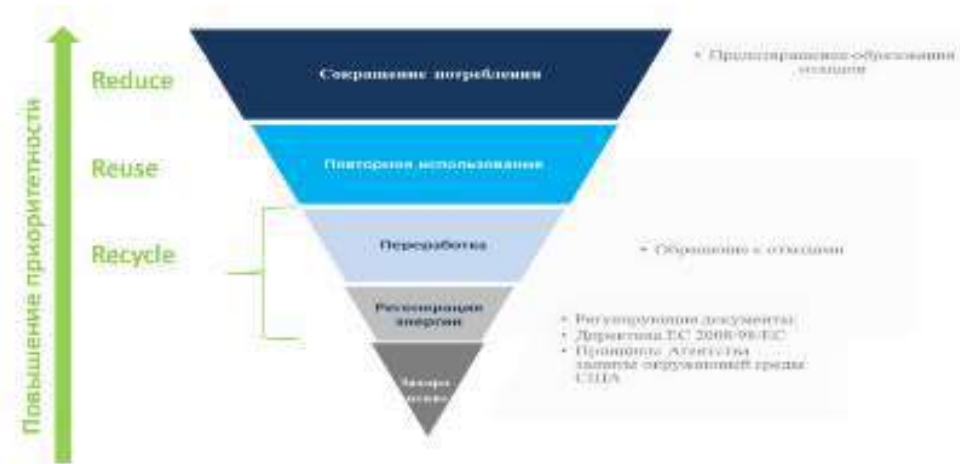 Повышение приоритетности
Reduce
Сокращение потребления
• Предотвращение образования
отходов
Reuse
Повторное использование
Recycle
Переработка
• Обращение с отходами
Регенерация
энергии
• Регулирующие документы:
• Директива ЕС 2008/98/ЕС
• Принципы Агентства
защиты окружающей среды
США